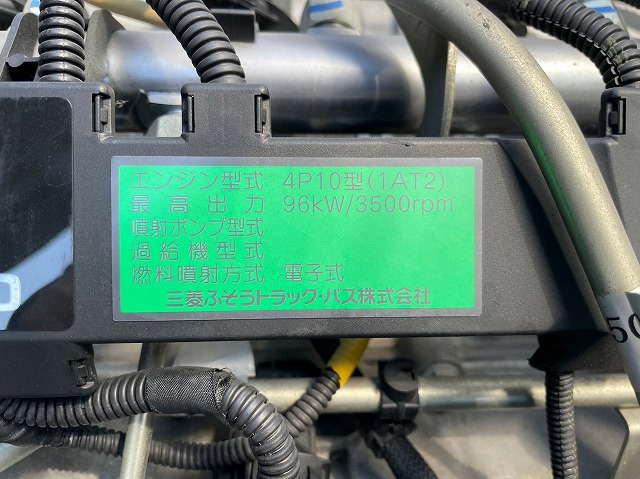 エンジン型式 4P10型(1AT2)
最高出力 96kW/3500rpm
噴射ポンプ型式
過給機型式
燃料噴射方式 電子式
三菱ふそうトラック・バス株式会社
50